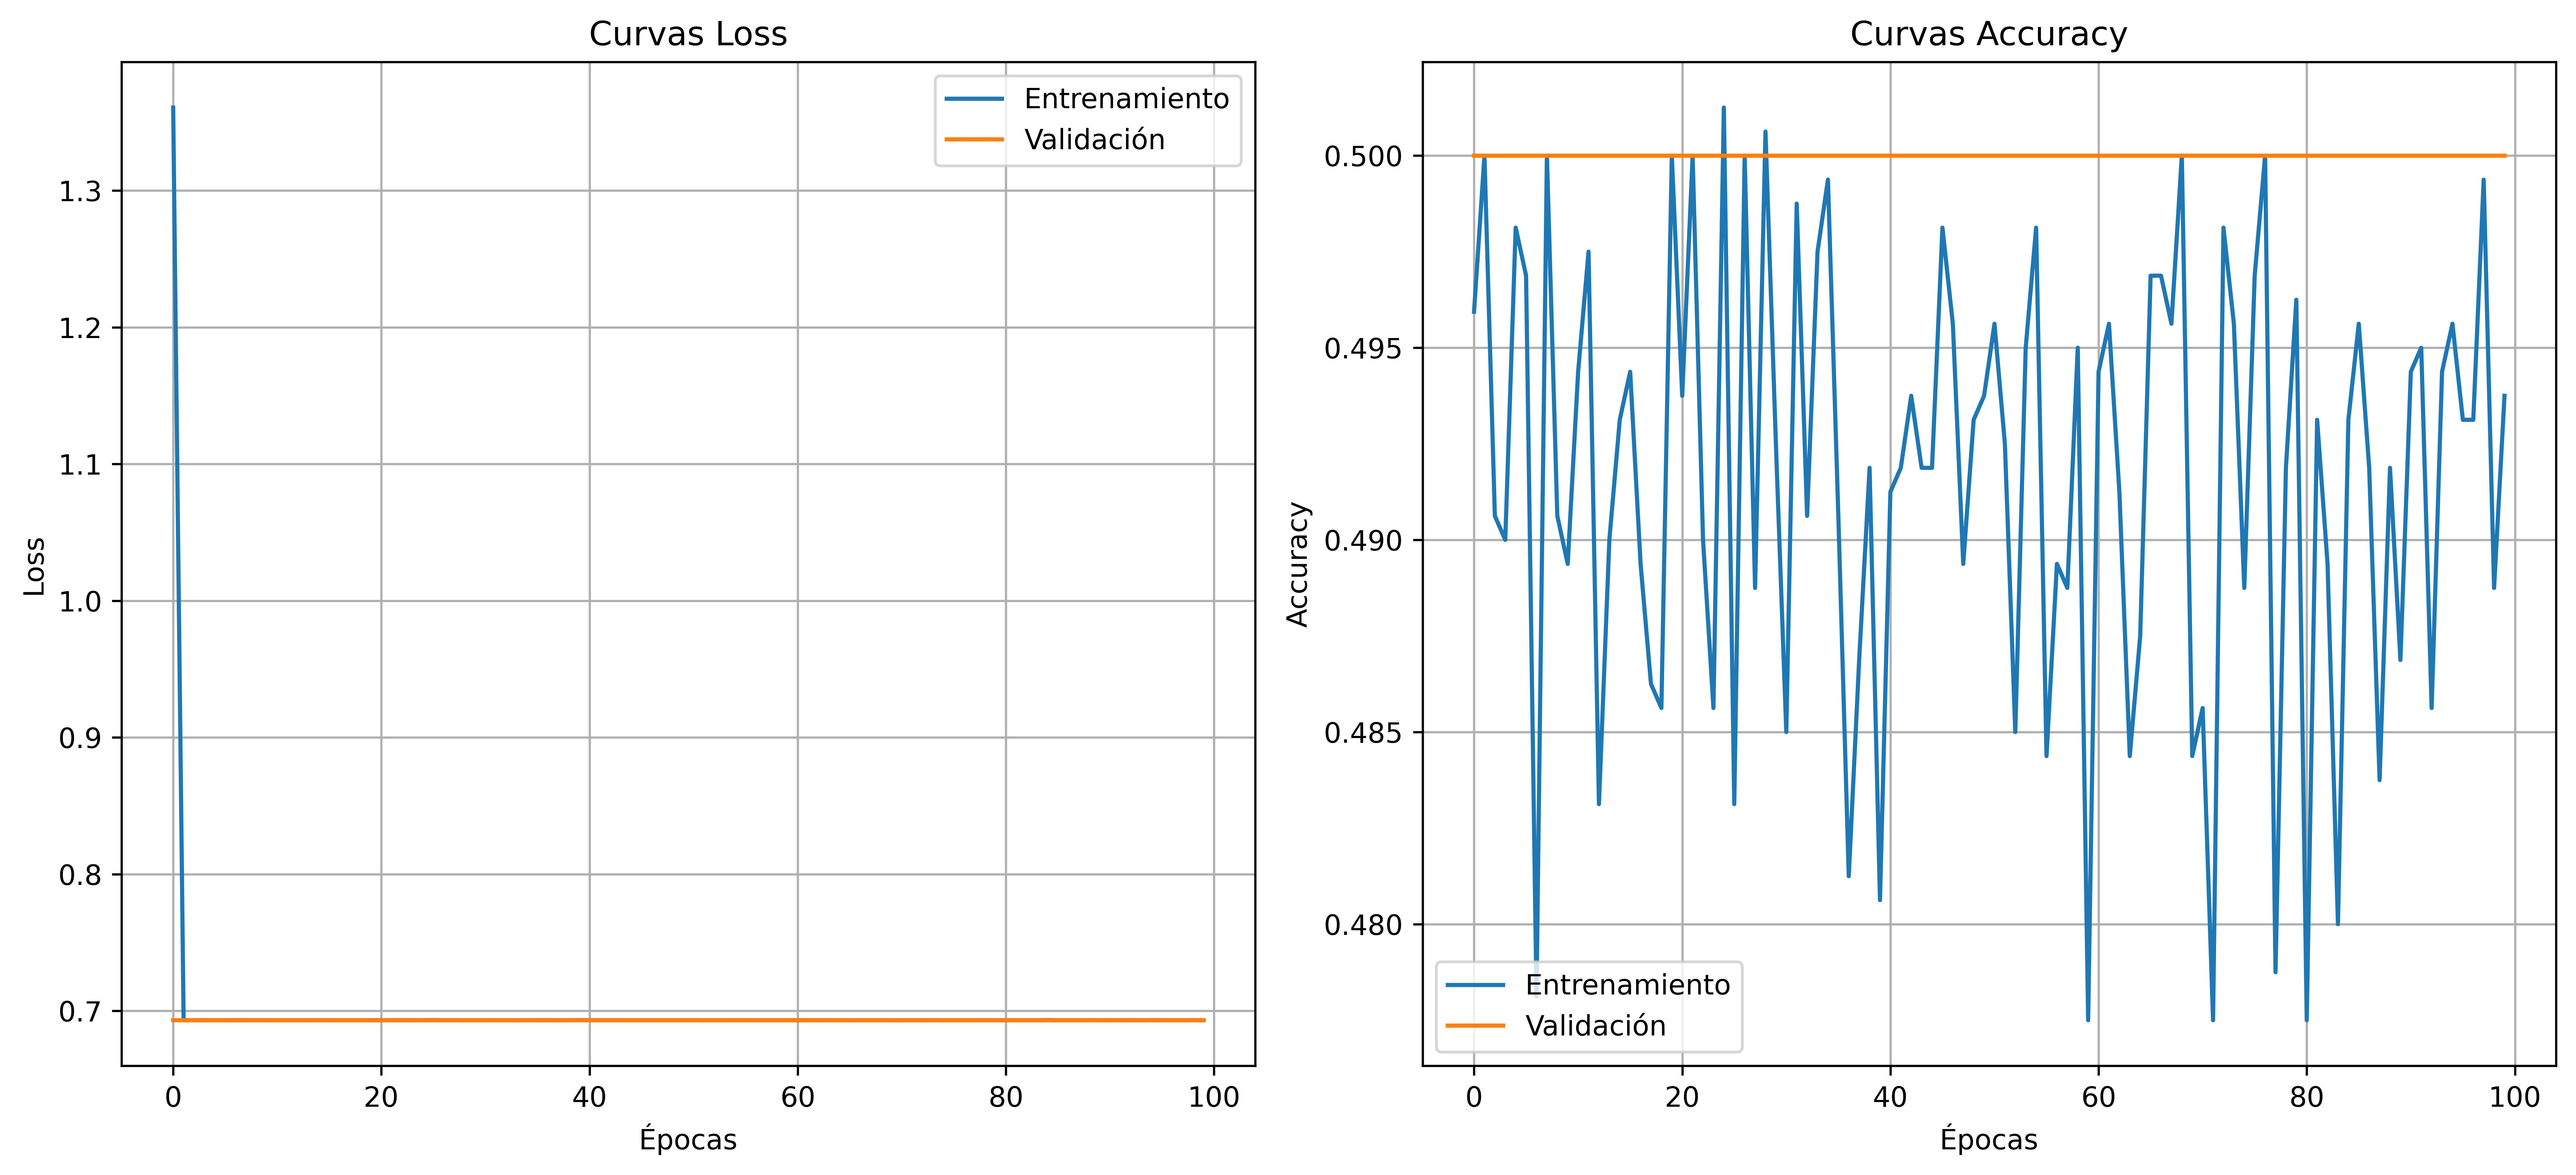 Curvas Loss
Entrenamiento
Validación
1.3
1.2
1.1
1.0
0.9
0.8
0.7
Loss
0 20 40 60 80 100
Épocas
Curvas Accuracy
0.500
0.495
0.490
0.485
0.480
Accuracy
Entrenamiento
Validación
0 20 40 60 80 100
Épocas